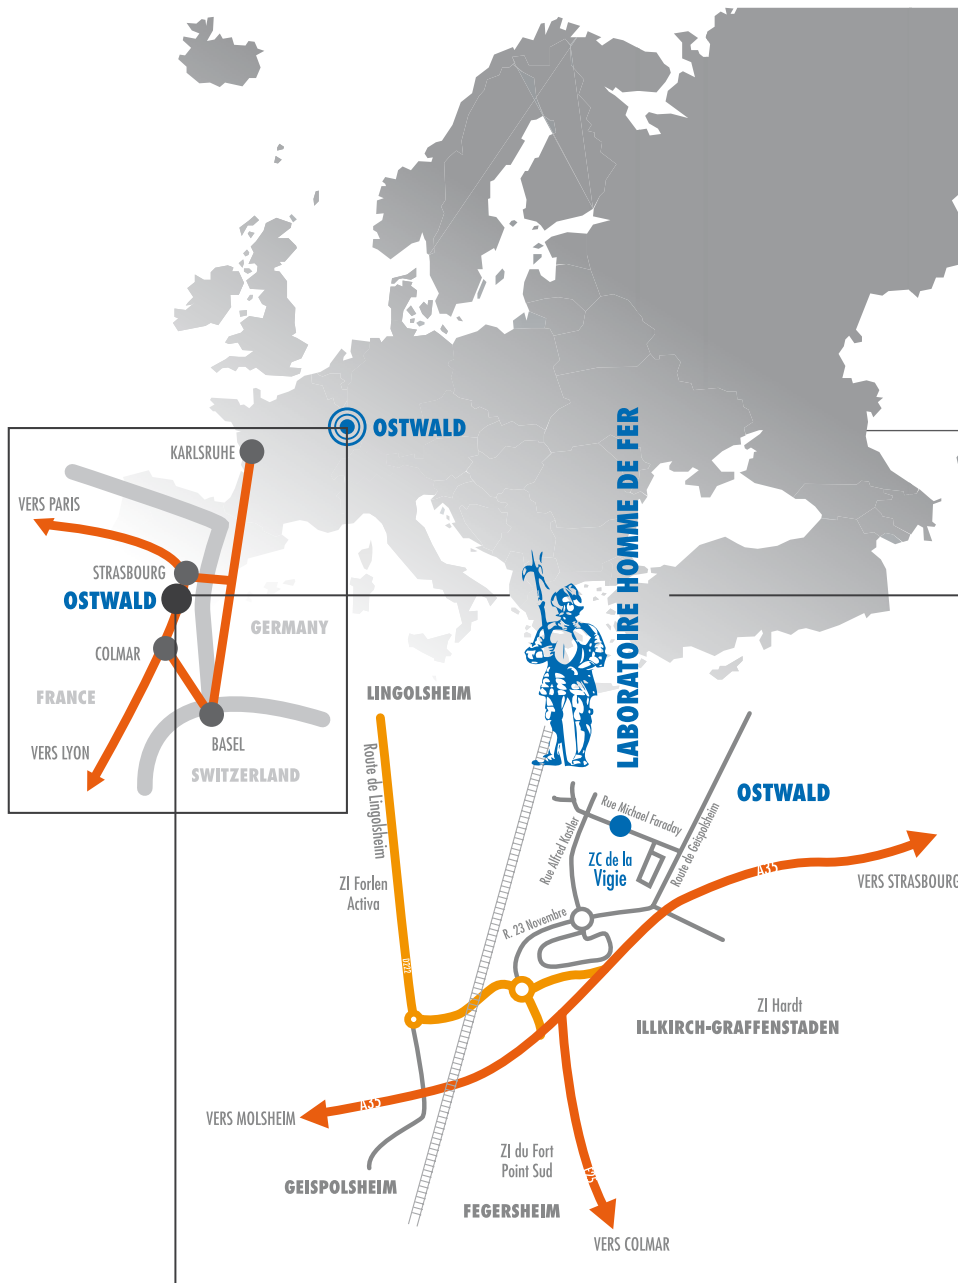 OSTWALD
LABORATOIRE HOMME DE FER
KARLSRUHE
VERS PARIS
STRASBOURG
OSTWALD
GERMANY
COLMAR
FRANCE
BASEL
VERS LYON
SWITZERLAND
LINGOLSHEIM
Route de Lingolsheim
OSTWALD
Rue Michael Faraday
Rue Alfred Kastler
Route de Geispolsheim
ZC de la
Vigie
A35
VERS STRASBOURG
ZI Forlen
Activa
R. 23 Novembre
D222
ZI Hardt
ILLKIRCH-GRAFFENSTADEN
A35
VERS MOLSHEIM
ZI du Fort
Point Sud
GEISPOLSHEIM
FEGERSHEIM
VERS COLMAR